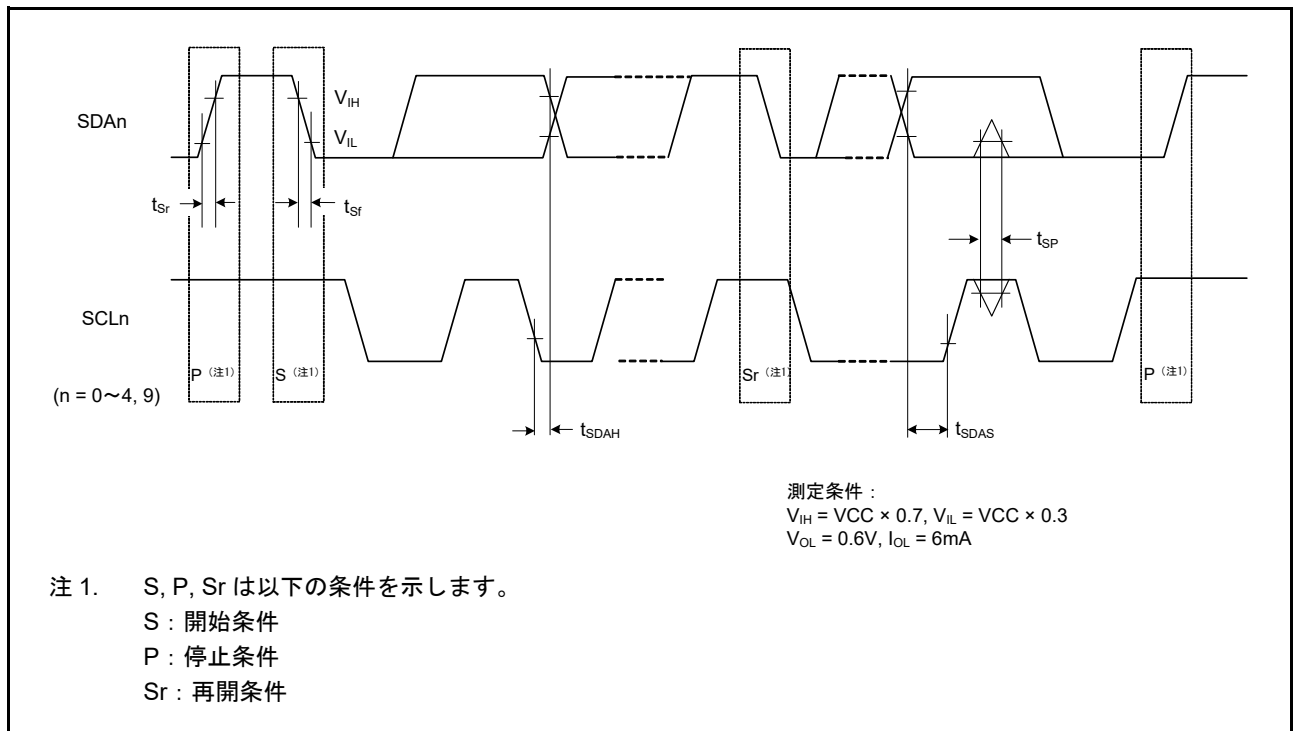 SDAn
V_IH
V_IL
t_Sr
t_Sf
t_SP
SCLn
P（注1）
S（注1）
Sr（注1）
P（注1）
(n = 0～4, 9)
t_SDAH
t_SDAS
測定条件：
V_IH = VCC × 0.7, V_IL = VCC × 0.3
V_OL = 0.6V, I_OL = 6mA
注 1. S, P, Sr は以下の条件を示します。
S：開始条件
P：停止条件
Sr：再開条件